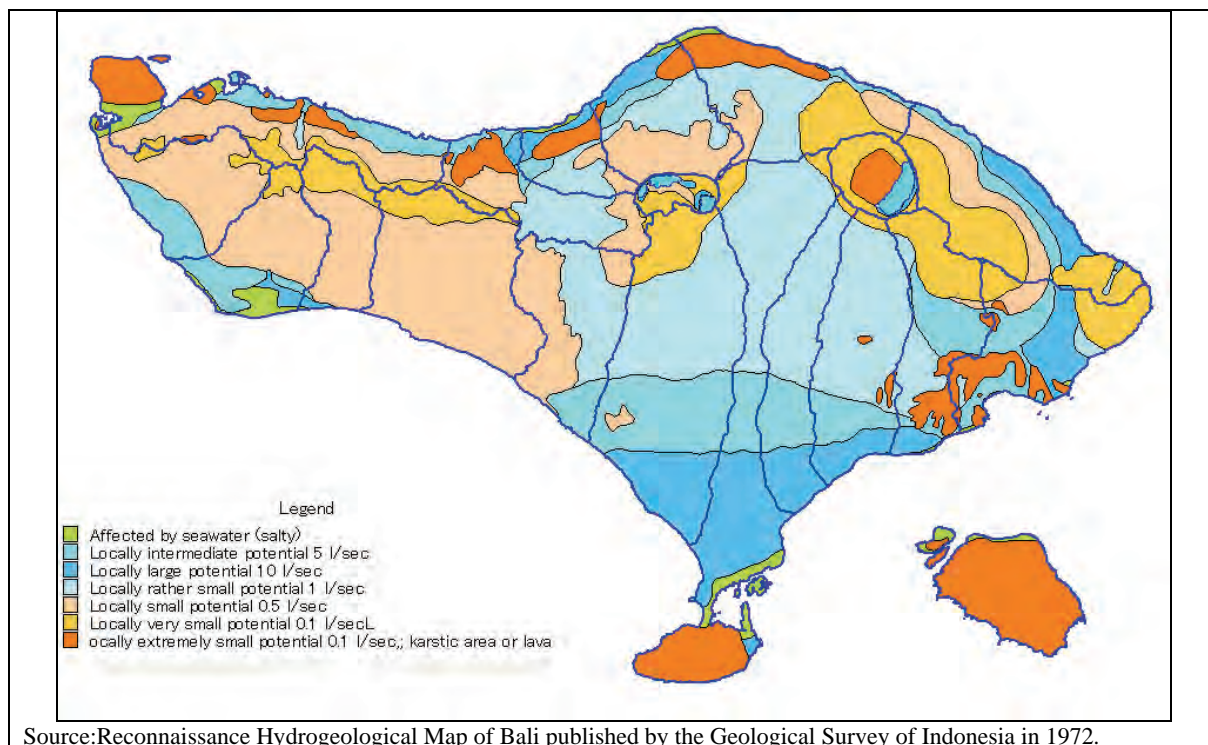 Legend
Affected by seawater (salty)
Locally intermediate potential 5 l/sec
Locally large potential 10 l/sec
Locally rather small potential 1 l/sec
Locally small potential 0.5 l/sec
Locally very small potential 0.1 l/secL
ocally extremely small potential 0.1 l/sec,; karstic area or lava
Source:Reconnaissance Hydrogeological Map of Bali published by the Geological Survey of Indonesia in 1972.